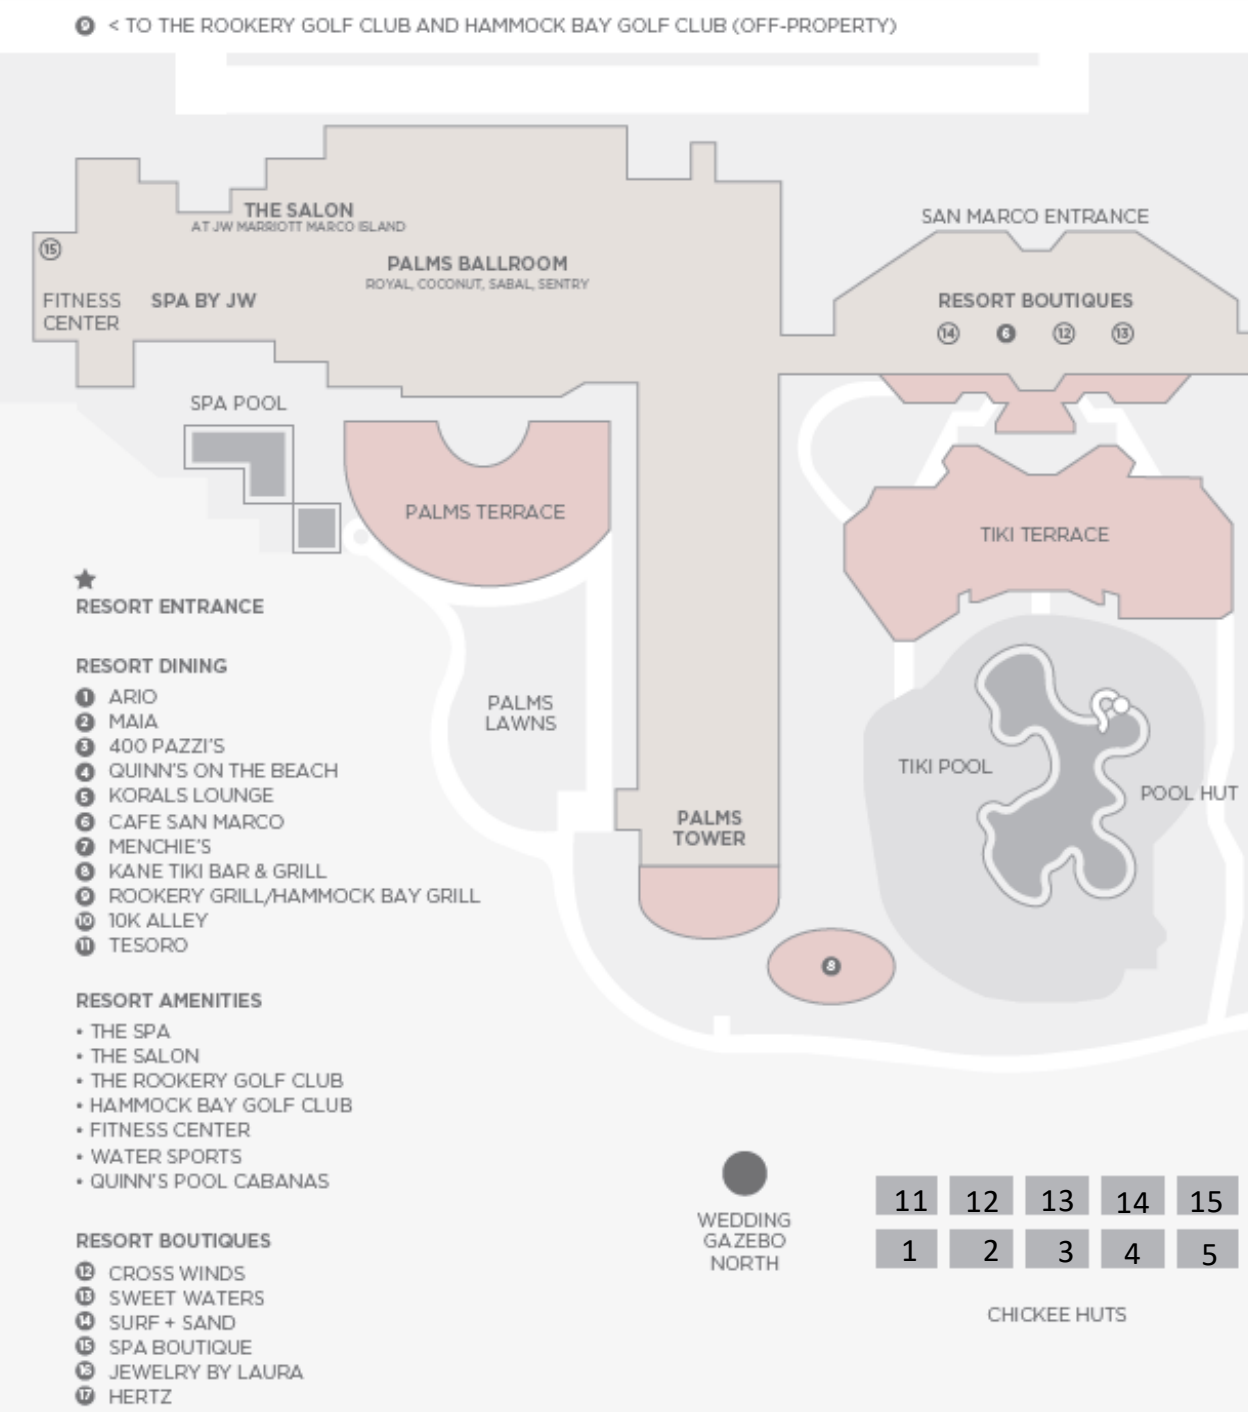 9 < TO THE ROOKERY GOLF CLUB AND HAMMOCK BAY GOLF CLUB (OFF-PROPERTY)
THE SALON
AT JW MARRIOTT MARCO ISLAND
PALMS BALLROOM
ROYAL, COCONUT, SABAL, SENTRY
15
FITNESS
CENTER
SPA BY JW
SAN MARCO ENTRANCE
RESORT BOUTIQUES
14 6 12 13
SPA POOL
PALMS TERRACE
TIKI TERRACE
PALMS
LAWNS
TIKI POOL
POOL HUT
PALMS
TOWER
8
RESORT ENTRANCE
RESORT DINING
1 ARIO
2 MAIA
3 400 PAZZI'S
4 QUINN'S ON THE BEACH
5 KORALS LOUNGE
6 CAFE SAN MARCO
7 MENCHIE'S
8 KANE TIKI BAR & GRILL
9 ROOKERY GRILL/HAMMOCK BAY GRILL
10 10K ALLEY
11 TESORO
RESORT AMENITIES
• THE SPA
• THE SALON
• THE ROOKERY GOLF CLUB
• HAMMOCK BAY GOLF CLUB
• FITNESS CENTER
• WATER SPORTS
• QUINN'S POOL CABANAS
RESORT BOUTIQUES
12 CROSS WINDS
13 SWEET WATERS
14 SURF + SAND
15 SPA BOUTIQUE
16 JEWELRY BY LAURA
17 HERTZ
WEDDING
GAZEBO
NORTH
11 12 13 14 15
1 2 3 4 5
CHICKEE HUTS